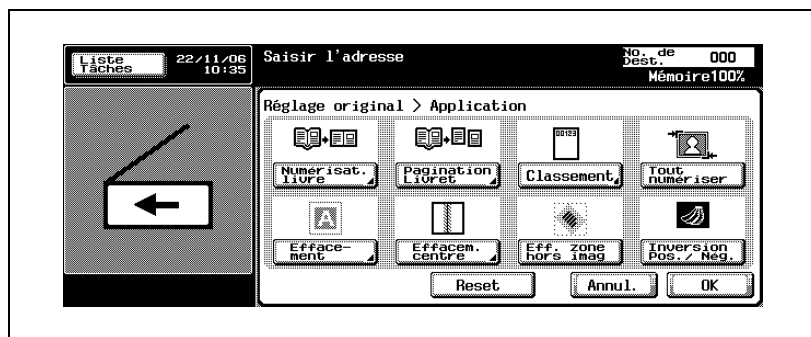 Liste
Tâches
22/11/06
10:35
Saisir l'adresse
No. de
Dest.
000
Mémoire100%
Réglage original > Application
00123
Numérisat.
livre
Pagination
Livret
Classement
Tout
numériser
A
Efface-
ment
Effacem.
centre
Eff. zone
hors imag
Inversion
Pos./ Nég.
Reset
Annul.
OK